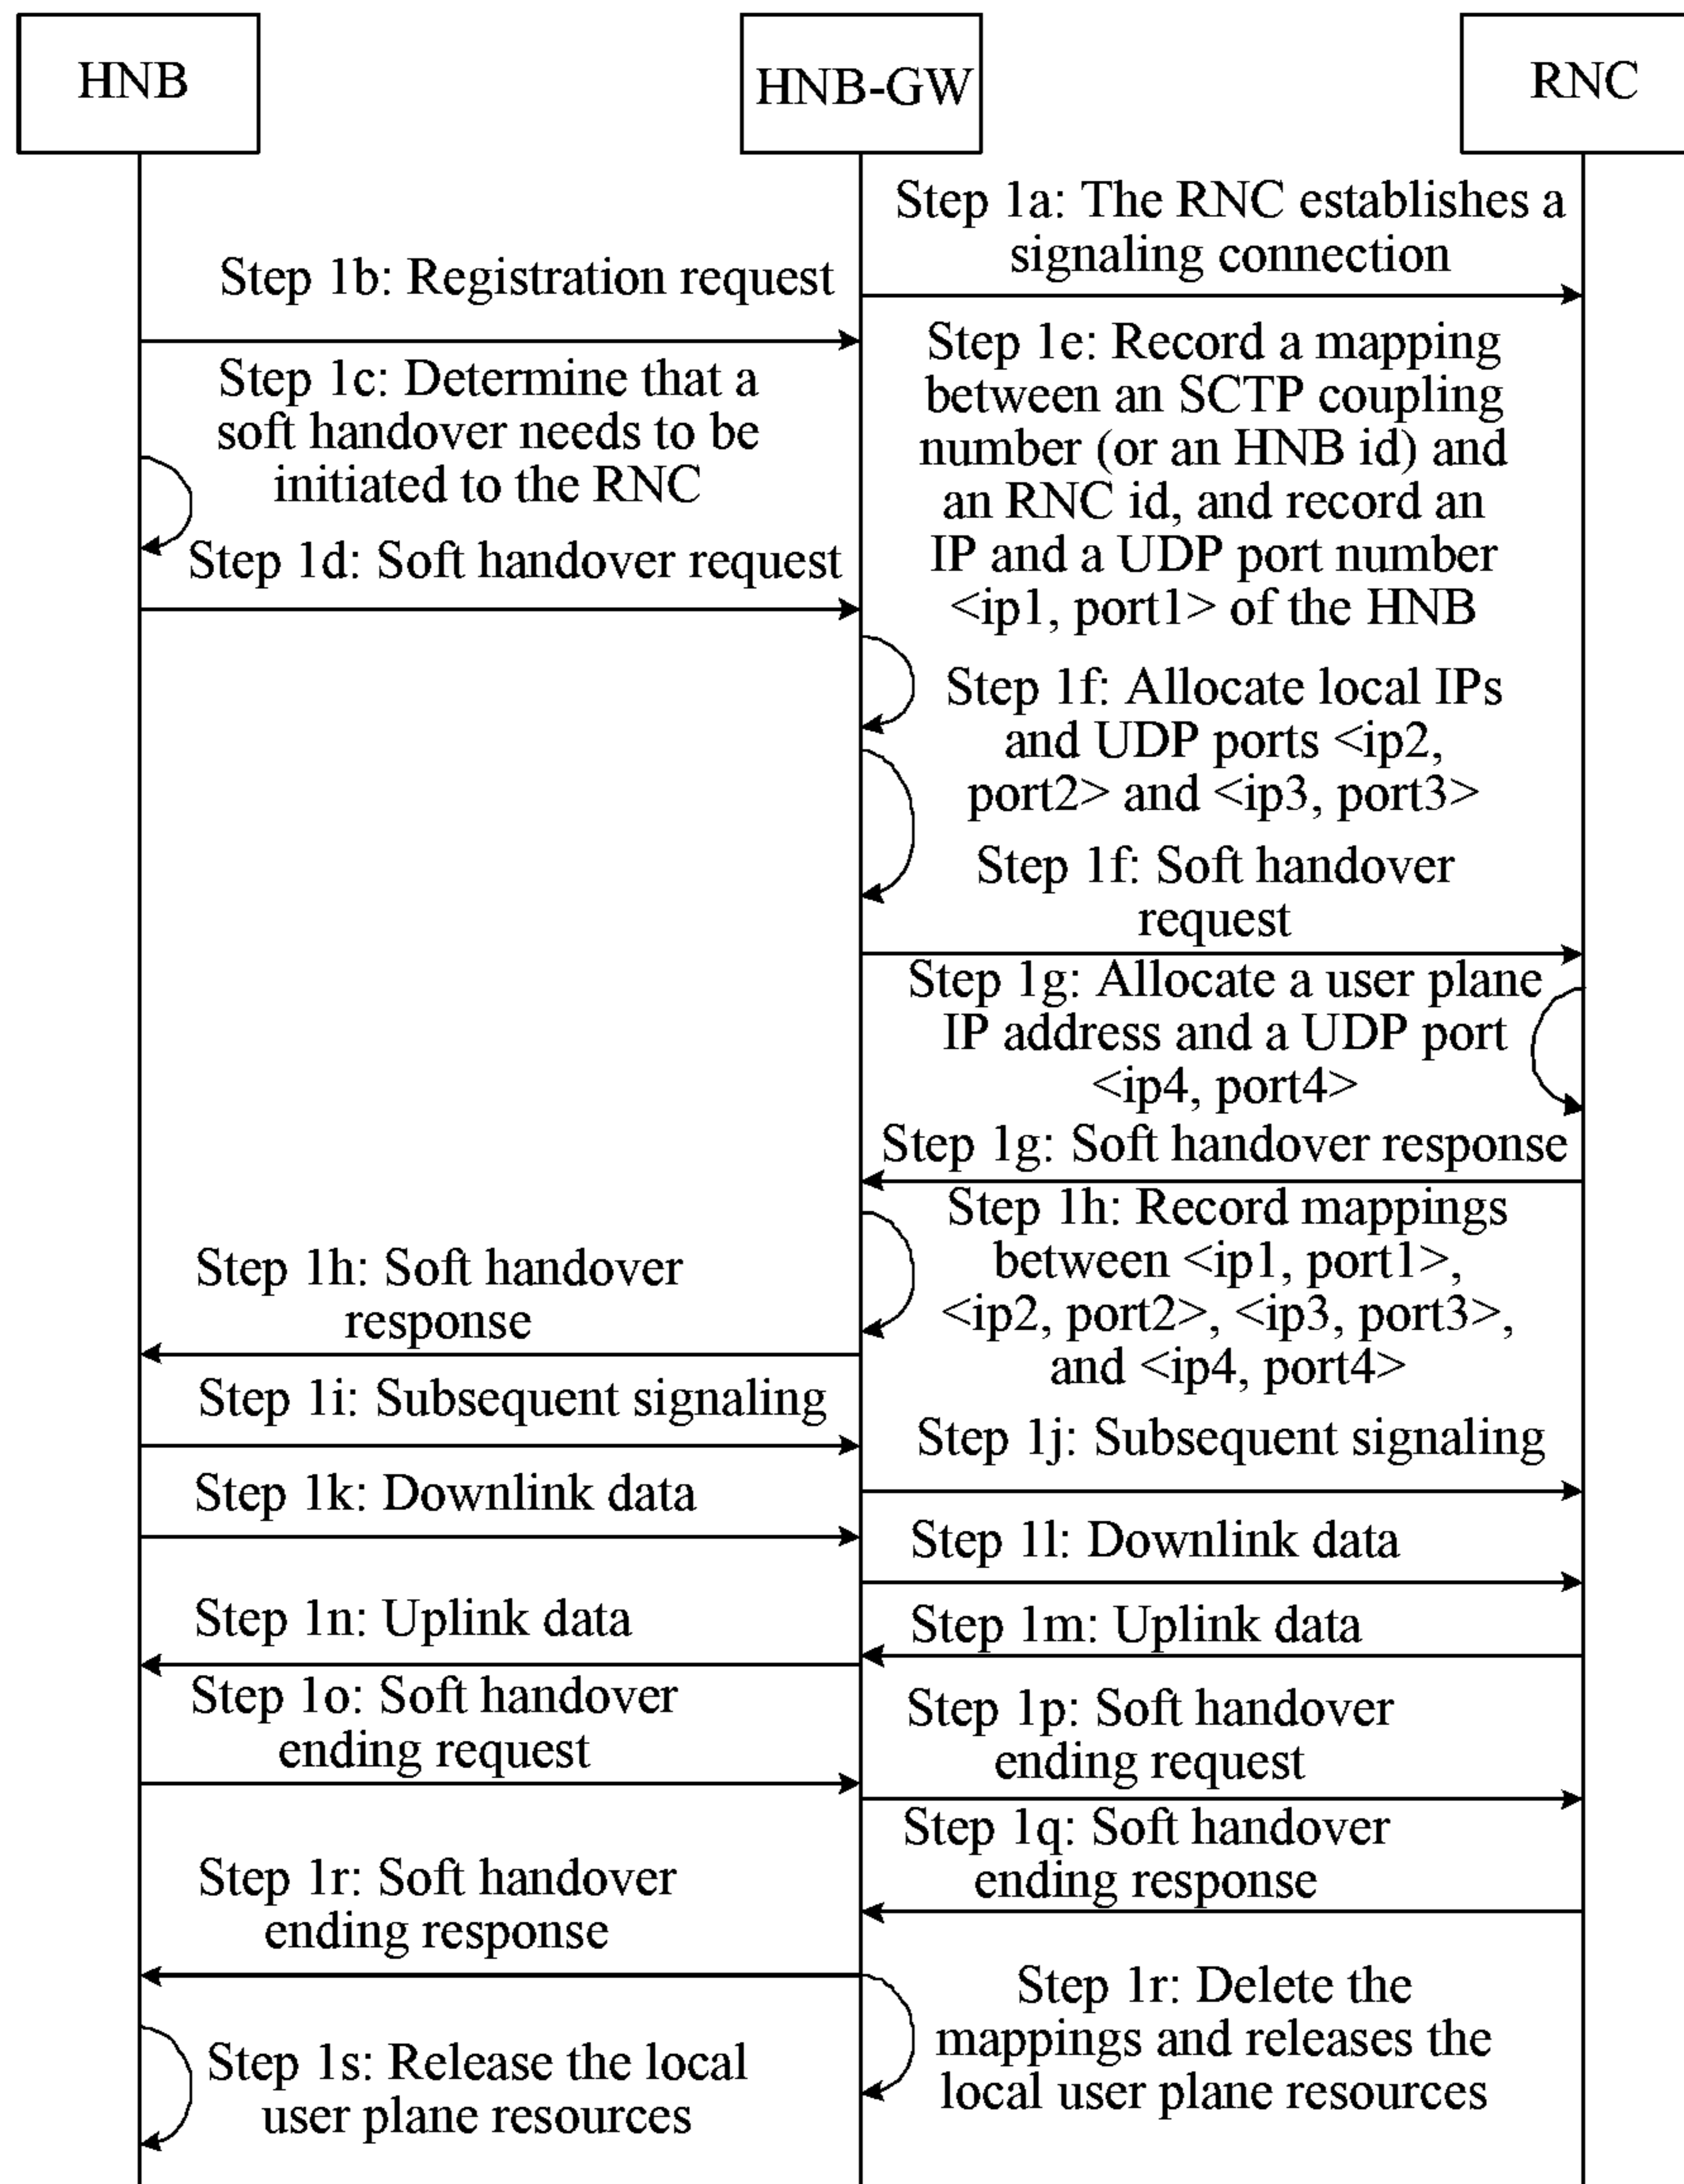 HNB
HNB-GW
RNC
Step 1a: The RNC establishes a
signaling connection
Step 1b: Registration request
Step 1c: Determine that a
soft handover needs to be
initiated to the RNC
Step 1d: Soft handover request
Step 1e: Record a mapping
between an SCTP coupling
number (or an HNB id) and
an RNC id, and record an
IP and a UDP port number
<ip1, port1> of the HNB
Step 1f: Allocate local IPs
and UDP ports <ip2,
port2> and <ip3, port3>
Step 1f: Soft handover
request
Step 1g: Allocate a user plane
IP address and a UDP port
<ip4, port4>
Step 1g: Soft handover response
Step 1h: Record mappings
between <ip1, port1>,
<ip2, port2>, <ip3, port3>,
and <ip4, port4>
Step 1h: Soft handover
response
Step 1i: Subsequent signaling
Step 1j: Subsequent signaling
Step 1k: Downlink data
Step 1l: Downlink data
Step 1m: Uplink data
Step 1n: Uplink data
Step 1o: Soft handover
ending request
Step 1p: Soft handover
ending request
Step 1q: Soft handover
ending response
Step 1r: Soft handover
ending response
Step 1r: Delete the
mappings and releases the
local user plane resources
Step 1s: Release the local
user plane resources